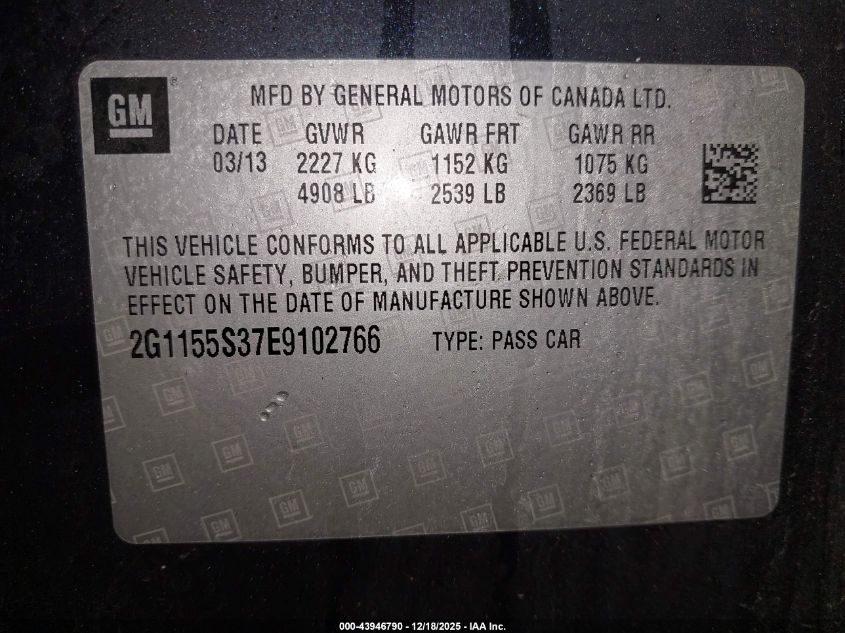 GM ®
MFD BY GENERAL MOTORS OF CANADA LTD.
DATE GVWR GAWR FRT GAWR RR
03/13 2227 KG 1152 KG 1075 KG
4908 LB 2539 LB 2369 LB
THIS VEHICLE CONFORMS TO ALL APPLICABLE U.S. FEDERAL MOTOR
VEHICLE SAFETY, BUMPER, AND THEFT PREVENTION STANDARDS IN
EFFECT ON THE DATE OF MANUFACTURE SHOWN ABOVE.
2G1155S37E9102766 TYPE: PASS CAR
000-43946790 - 12/18/2025 - IAA Inc.